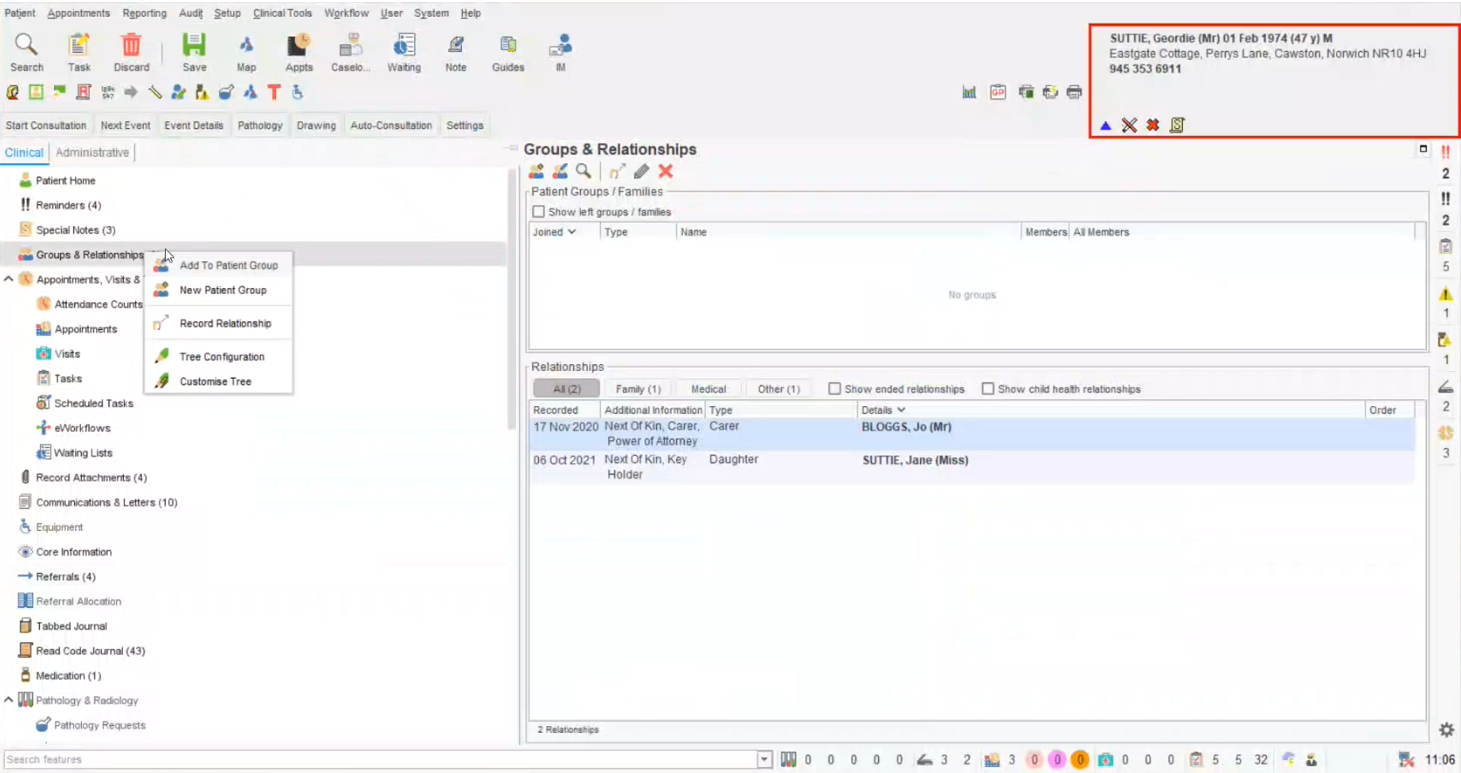 Patient Appointments Reporting Audit Setup Clinical Tools Workflow User System Help
Search Task Discard Save Map Appts Caselo... Waiting Note Guides IM
SUTTIE, Geordie (Mr) 01 Feb 1974 (47 y) M
Eastgate Cottage, Perrys Lane, Cawston, Norwich NR10 4HJ
945 353 6911
GP
Start Consultation Next Event Event Details Pathology Drawing Auto-Consultation Settings
Clinical Administrative
Patient Home
!! Reminders (4)
Special Notes (3)
Groups & Relationships
Appointments, Visits &
Attendance Counts
Appointments
Visits
Tasks
Scheduled Tasks
eWorkflows
Waiting Lists
Record Attachments (4)
Communications & Letters (10)
Equipment
Core Information
Referrals (4)
Referral Allocation
Tabbed Journal
Read Code Journal (43)
Medication (1)
Pathology & Radiology
Pathology Requests
Add To Patient Group
New Patient Group
Record Relationship
Tree Configuration
Customise Tree
Groups & Relationships
Patient Groups / Families
Show left groups / families
Joined Type Name Members All Members
No groups
Relationships
All (2) Family (1) Medical Other (1) Show ended relationships Show child health relationships
Recorded Additional Information Type Details Order
17 Nov 2020 Next Of Kin, Carer, Carer BLOGGS, Jo (Mr)
Power of Attorney
06 Oct 2021 Next Of Kin, Key Daughter SUTTIE, Jane (Miss)
Holder
2 Relationships
!!
2
!!
2
5
1
1
2
3
Search features
0 0 0 0 0 3 2 3 0 0 0 0 0 0 5 5 32 11:06